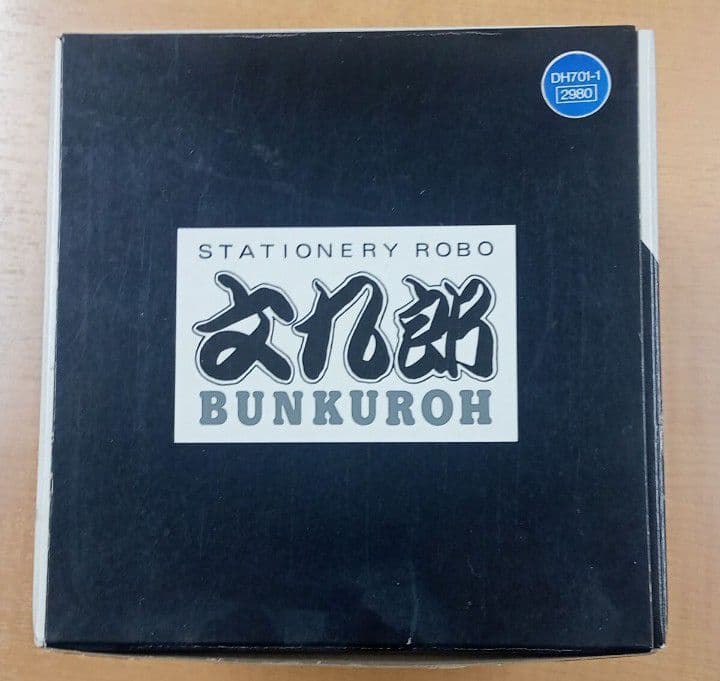 DH701-1
2980
STATIONERY ROBO
文九郎
BUNKUROH